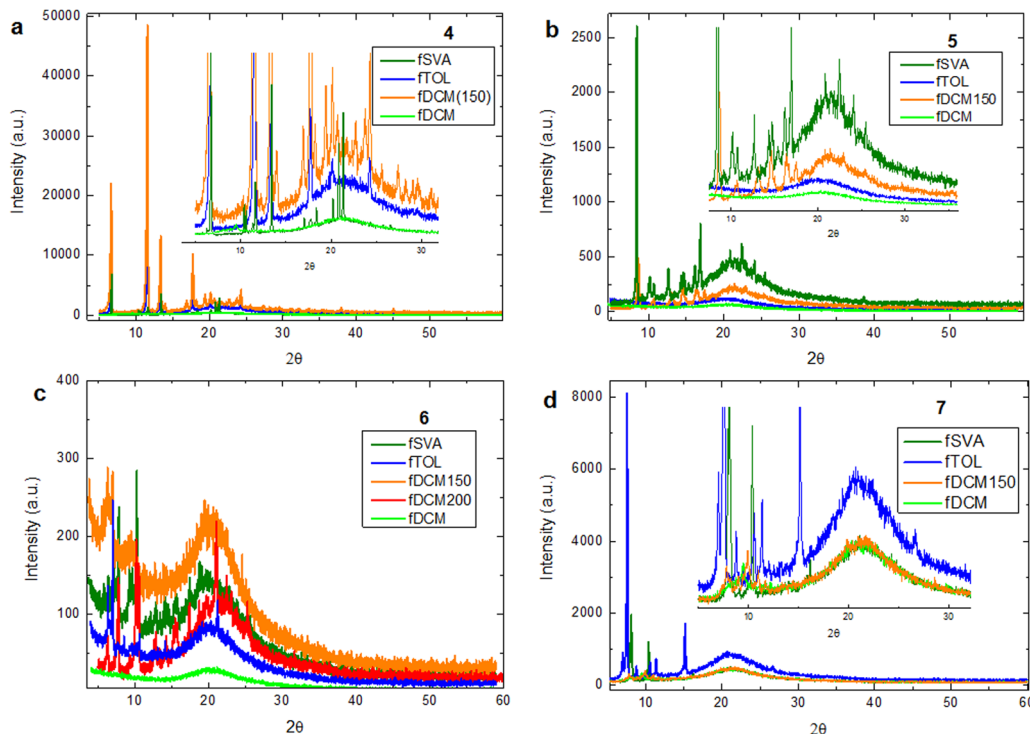 a
4
fSVA
fTOL
fDCM(150)
fDCM
50000
40000
30000
20000
10000
0
Intensity (a.u.)
10 20 30
2θ
10 20 30 40 50
2θ
b
5
fSVA
fTOL
fDCM150
fDCM
2500
2000
1500
1000
500
0
Intensity (a.u.)
10 20 30
2θ
10 20 30 40 50
2θ
c
6
fSVA
fTOL
fDCM150
fDCM200
fDCM
400
300
200
100
Intensity (a.u.)
10 20 30 40 50 60
2θ
d
7
fSVA
fTOL
fDCM150
fDCM
8000
6000
4000
2000
0
Intensity (a.u.)
10 20 30
2θ
10 20 30 40 50 60
2θ